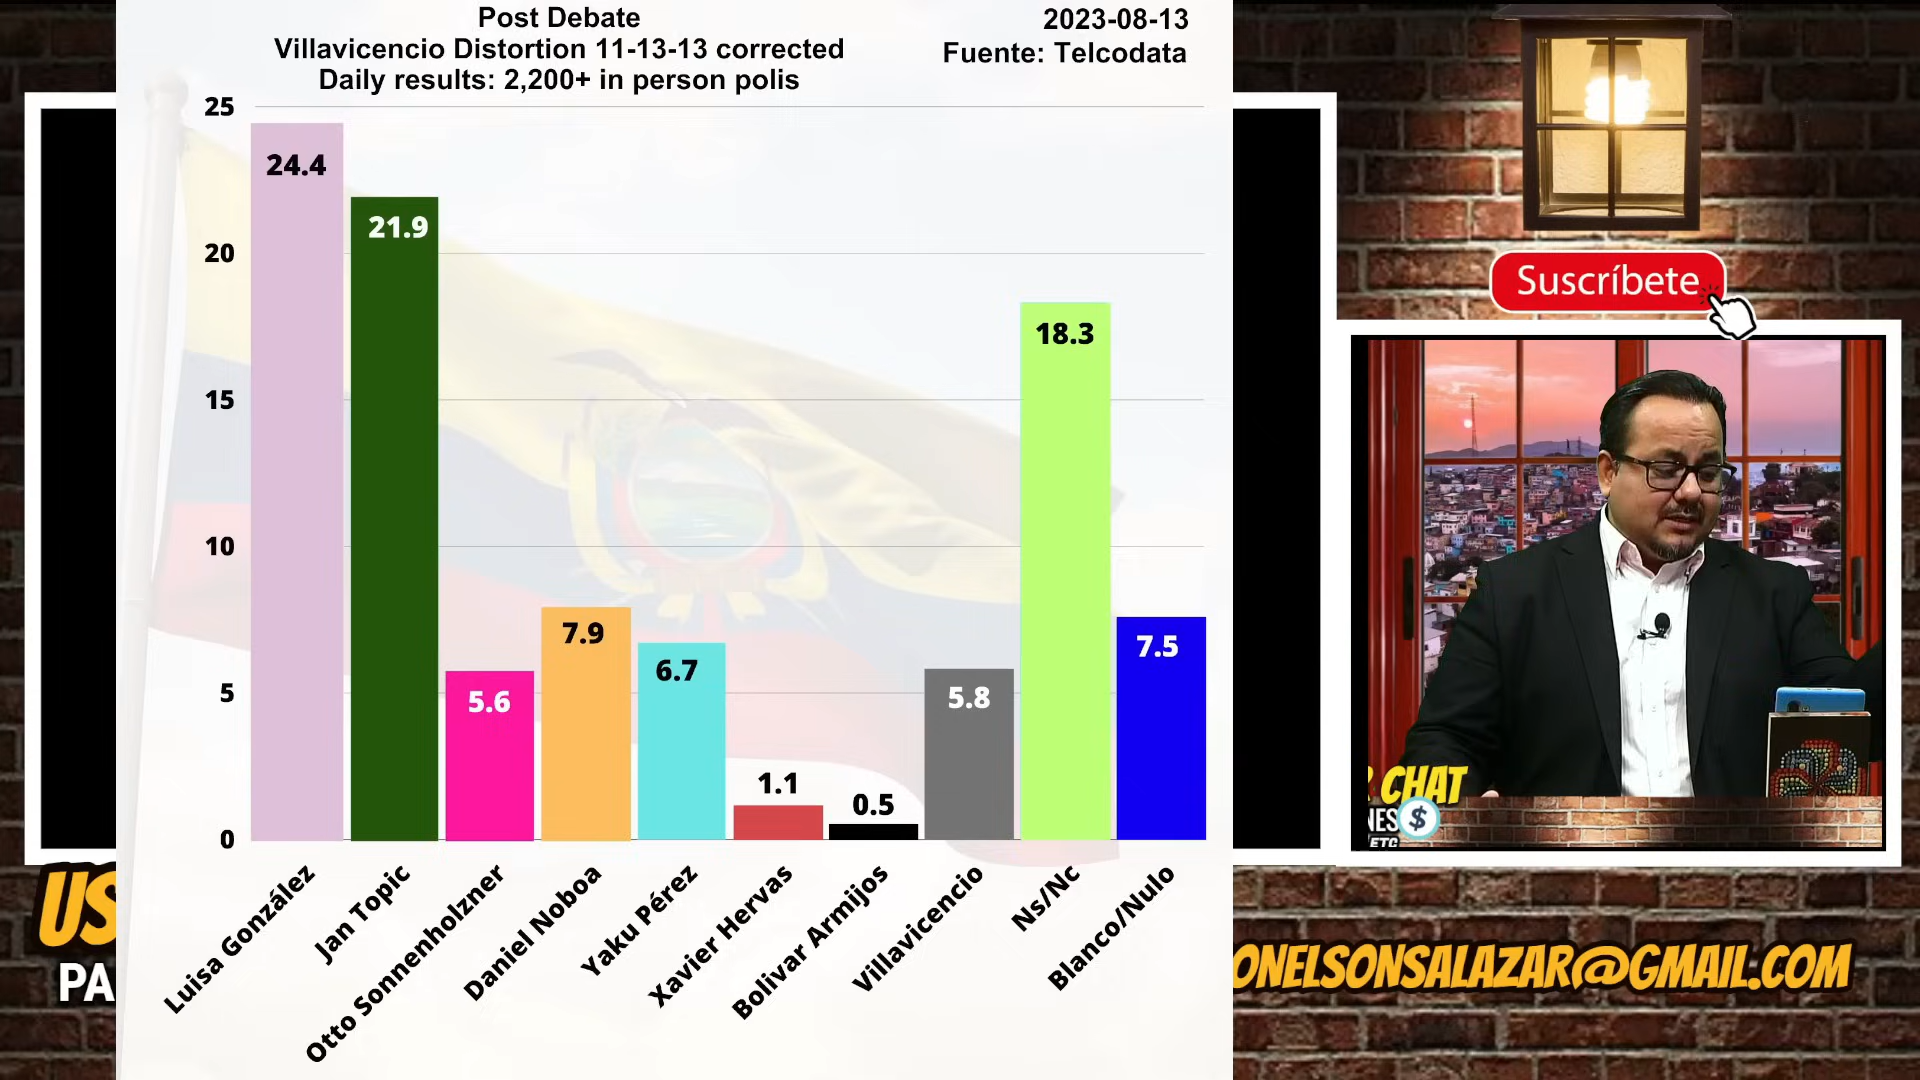 Post Debate
Villavicencio Distortion 11-13-13 corrected
Daily results: 2,200+ in person polis
2023-08-13
Fuente: Telcodata
25
20
15
10
5
0
24.4
21.9
5.6
7.9
6.7
1.1
0.5
5.8
18.3
7.5
Luisa González
Jan Topic
Otto Sonnenholzner
Daniel Noboa
Yaku Pérez
Xavier Hervas
Bolivar Armijos
Villavicencio
Ns/Nc
Blanco/Nulo
Suscríbete
R CHAT
NES $
ETC
US
PA
ONELSONSALAZAR@GMAIL.COM